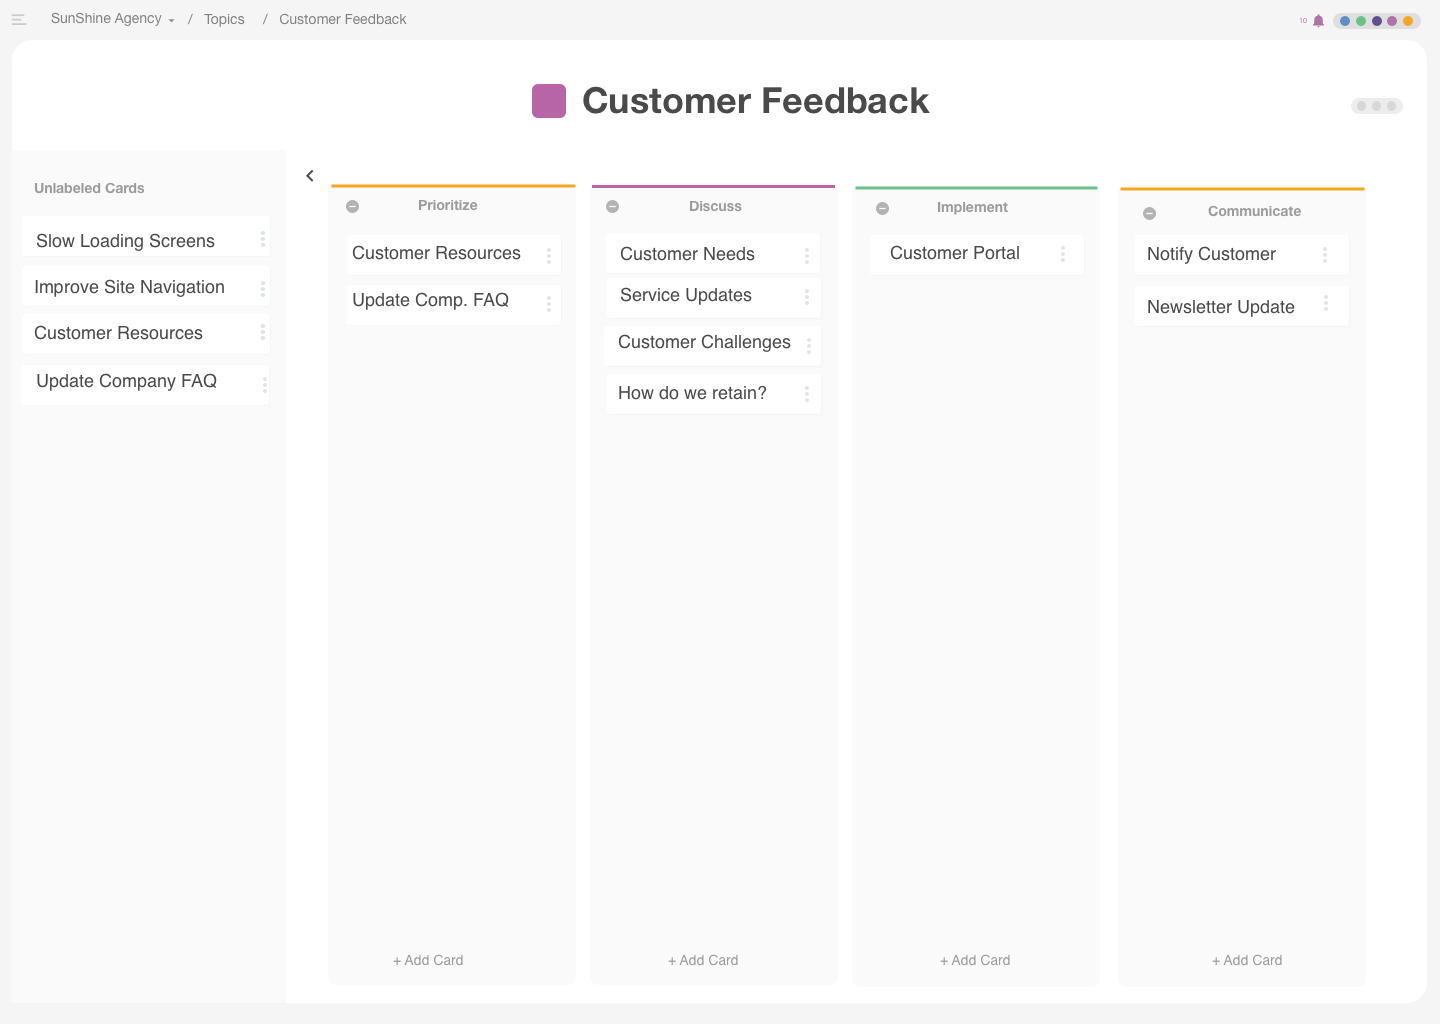 SunShine Agency / Topics / Customer Feedback
10
Customer Feedback
Unlabeled Cards
Slow Loading Screens
Improve Site Navigation
Customer Resources
Update Company FAQ
Prioritize
Customer Resources
Update Comp. FAQ
+ Add Card
Discuss
Customer Needs
Service Updates
Customer Challenges
How do we retain?
+ Add Card
Implement
Customer Portal
+ Add Card
Communicate
Notify Customer
Newsletter Update
+ Add Card